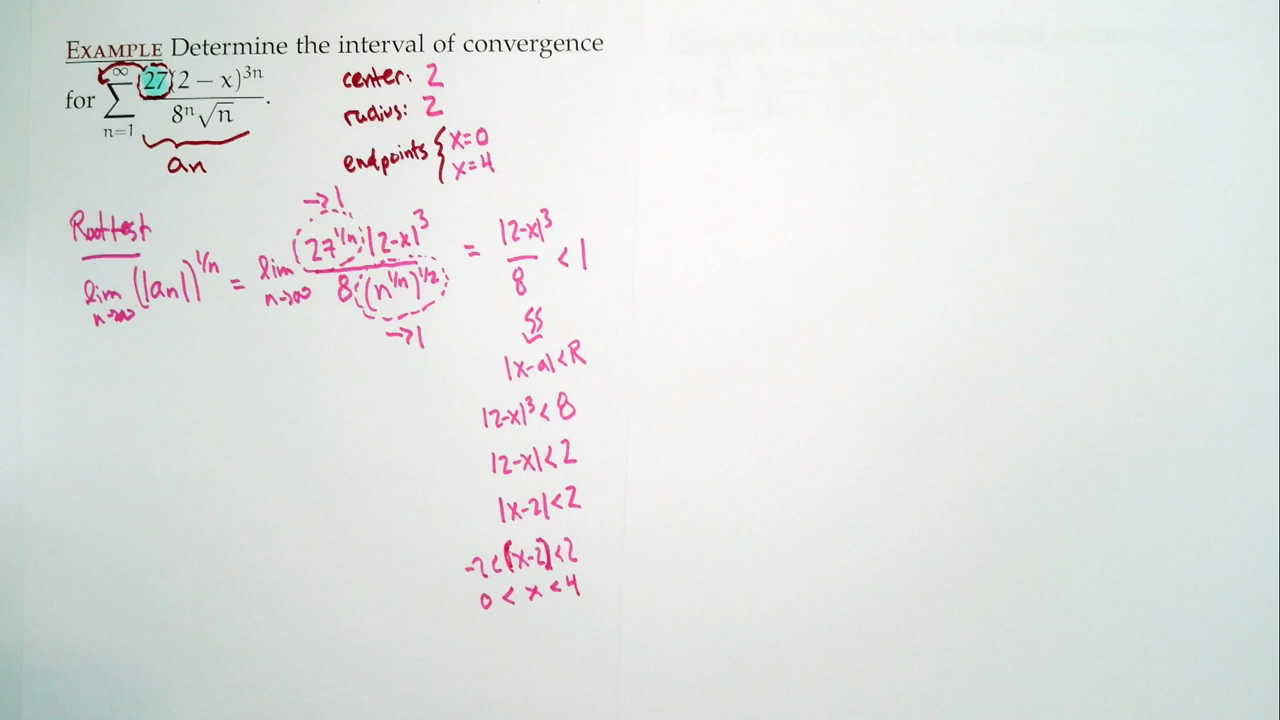 EXAMPLE Determine the interval of convergence
for ∑_{n=1}^{∞} 27(2 − x)^{3n} / 8^n √n .
an
center: 2
radius: 2
endpoints { x=0
x=4
Root test
lim_{n→∞} (|an|)^{1/n} = lim_{n→∞} (27^{1/n}) |2-x|^3 / 8 (n^{1/n})^{1/2} = |2-x|^3 / 8 < 1
→1
→1
|x-a|<R
|2-x|^3 < 8
|2-x|<2
|x-2|<2
-2<(x-2)<2
0 < x < 4